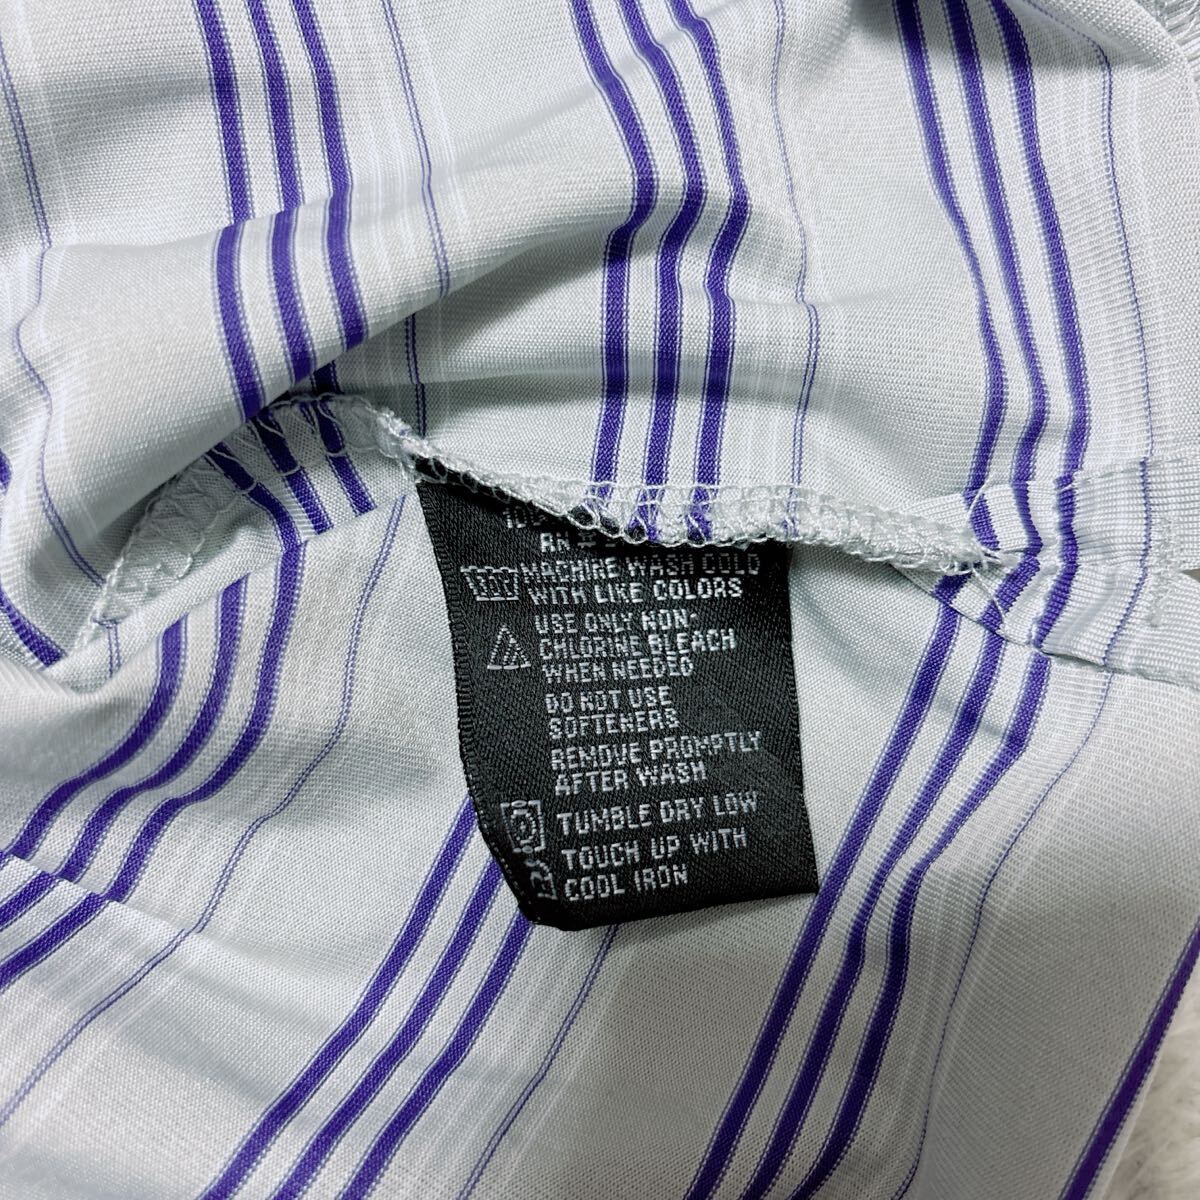 RN
MACHINE WASH COLD
WITH LIKE COLORS
USE ONLY NON-
CHLORINE BLEACH
WHEN NEEDED
DO NOT USE
SOFTENERS
REMOVE PROMPTLY
AFTER WASH
TUMBLE DRY LOW
TOUCH UP WITH
COOL IRON